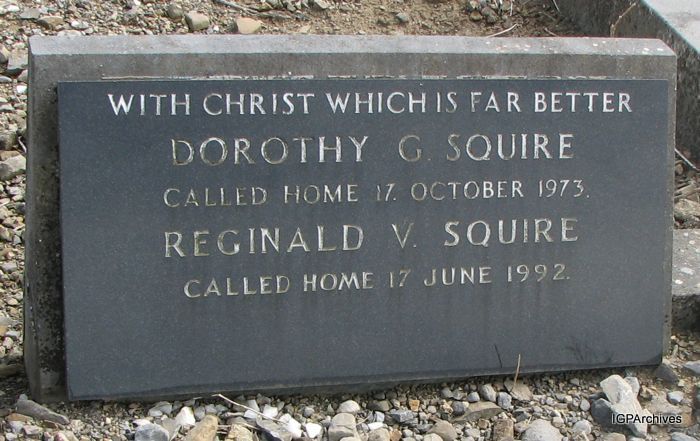 WITH CHRIST WHICH IS FAR BETTER
DOROTHY G. SQUIRE
CALLED HOME 17. OCTOBER 1973.
REGINALD V. SQUIRE
CALLED HOME 17 JUNE 1992.
IGPArchives